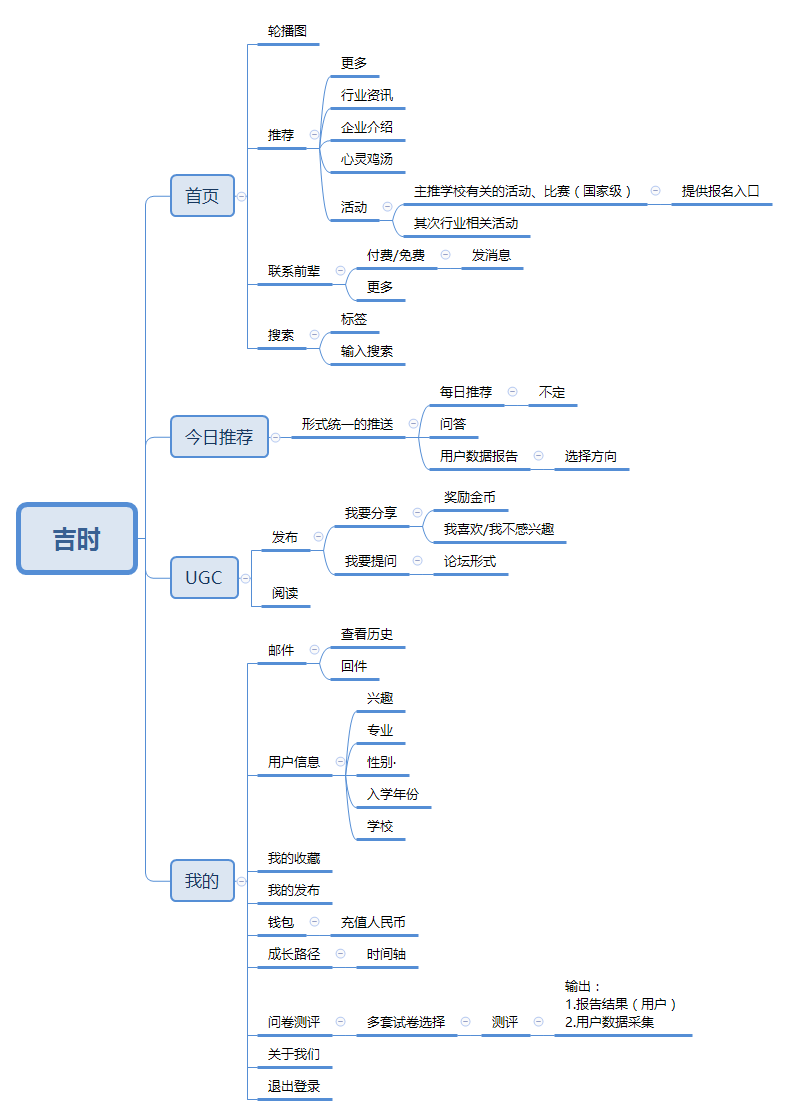 吉时
首页
轮播图
推荐
更多
行业资讯
企业介绍
心灵鸡汤
活动
主推学校有关的活动、比赛（国家级）
提供报名入口
其次行业相关活动
联系前辈
付费/免费
发消息
更多
搜索
标签
输入搜索
今日推荐
形式统一的推送
每日推荐
不定
问答
用户数据报告
选择方向
UGC
发布
我要分享
奖励金币
我喜欢/我不感兴趣
我要提问
论坛形式
阅读
我的
邮件
查看历史
回件
用户信息
兴趣
专业
性别·
入学年份
学校
我的收藏
我的发布
钱包
充值人民币
成长路径
时间轴
问卷测评
多套试卷选择
测评
输出：
1.报告结果（用户）
2.用户数据采集
关于我们
退出登录